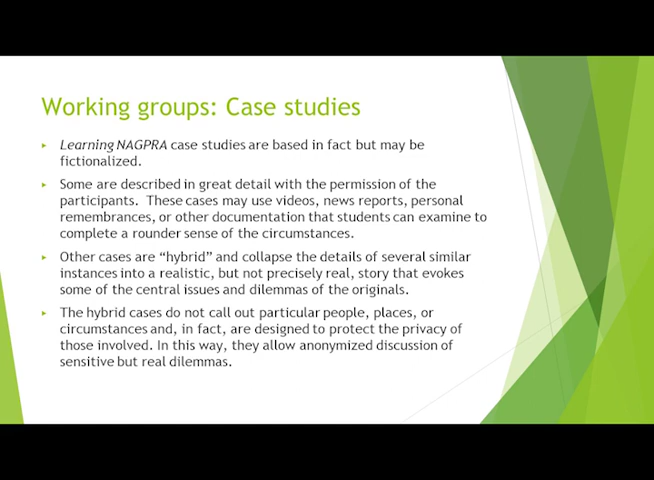 Working groups: Case studies
Learning NAGPRA case studies are based in fact but may be
fictionalized.
Some are described in great detail with the permission of the
participants. These cases may use videos, news reports, personal
remembrances, or other documentation that students can examine to
complete a rounder sense of the circumstances.
Other cases are “hybrid” and collapse the details of several similar
instances into a realistic, but not precisely real, story that evokes
some of the central issues and dilemmas of the originals.
The hybrid cases do not call out particular people, places, or
circumstances and, in fact, are designed to protect the privacy of
those involved. In this way, they allow anonymized discussion of
sensitive but real dilemmas.